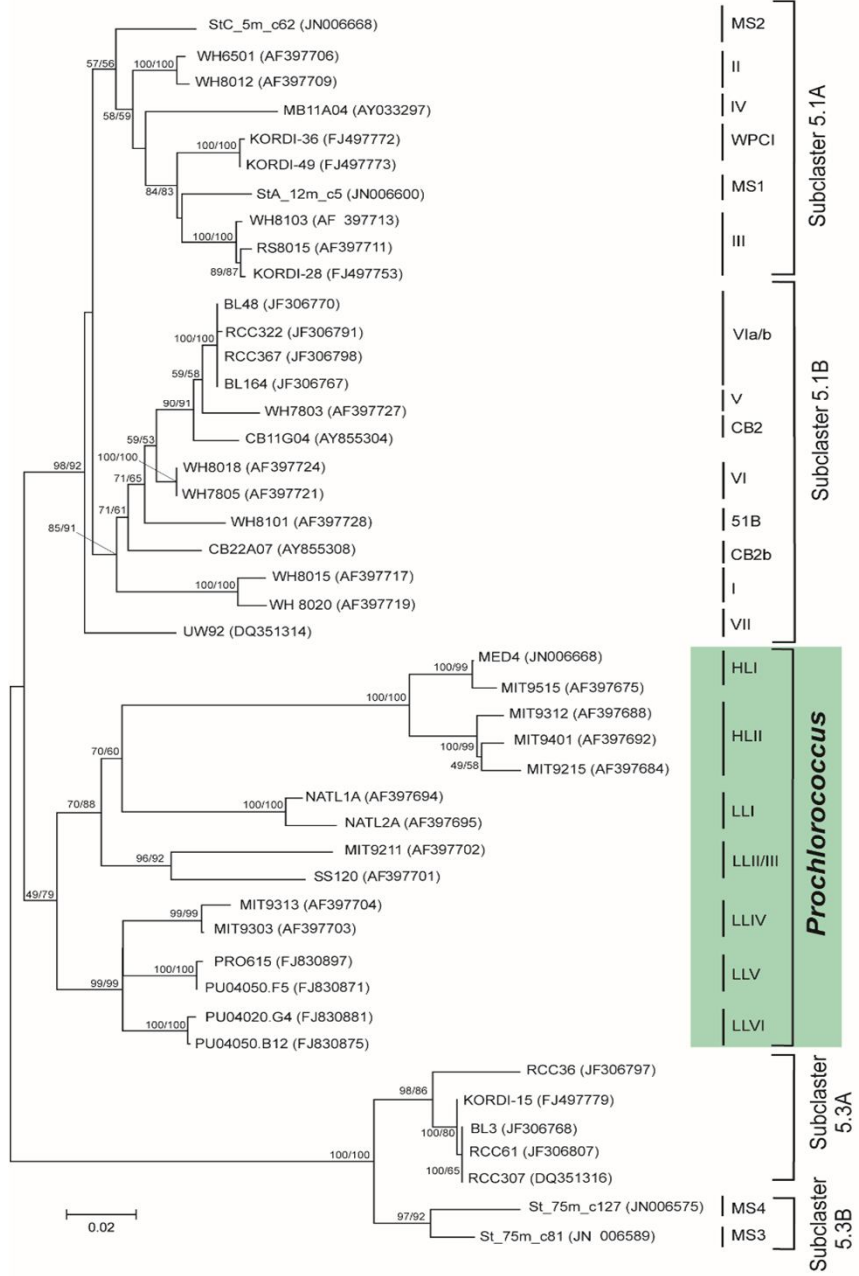 StC_5m_c62 (JN006668)
MS2
57/56
100/100
WH6501 (AF397706)
II
WH8012 (AF397709)
58/59
MB11A04 (AY033297)
IV
KORDI-36 (FJ497772)
WPCI
100/100
KORDI-49 (FJ497773)
84/83
StA_12m_c5 (JN006600)
MS1
WH8103 (AF 397713)
100/100
RS8015 (AF397711)
III
89/87
KORDI-28 (FJ497753)
Subclaster 5.1A
BL48 (JF306770)
RCC322 (JF306791)
VIa/b
100/100
RCC367 (JF306798)
59/58
BL164 (JF306767)
90/91
WH7803 (AF397727)
V
59/53
CB11G04 (AY855304)
CB2
100/100
WH8018 (AF397724)
VI
98/92
71/65
WH7805 (AF397721)
71/61
WH8101 (AF397728)
51B
85/91
CB22A07 (AY855308)
CB2b
100/100
WH8015 (AF397717)
I
WH 8020 (AF397719)
UW92 (DQ351314)
VII
Subclaster 5.1B
MED4 (JN006668)
HLI
100/99
MIT9515 (AF397675)
100/100
MIT9312 (AF397688)
HLII
100/99
MIT9401 (AF397692)
49/58
MIT9215 (AF397684)
70/60
NATL1A (AF397694)
LLI
70/88
100/100
NATL2A (AF397695)
MIT9211 (AF397702)
LLII/III
96/92
SS120 (AF397701)
49/79
MIT9313 (AF397704)
LLIV
99/99
MIT9303 (AF397703)
PRO615 (FJ830897)
LLV
100/100
PU04050.F5 (FJ830871)
99/99
PU04020.G4 (FJ830881)
LLVI
100/100
PU04050.B12 (FJ830875)
Prochlorococcus
RCC36 (JF306797)
98/86
KORDI-15 (FJ497779)
100/80
BL3 (JF306768)
RCC61 (JF306807)
100/100
100/65
RCC307 (DQ351316)
Subclaster
5.3A
St_75m_c127 (JN006575)
MS4
97/92
St_75m_c81 (JN 006589)
MS3
Subclaster
5.3B
0.02